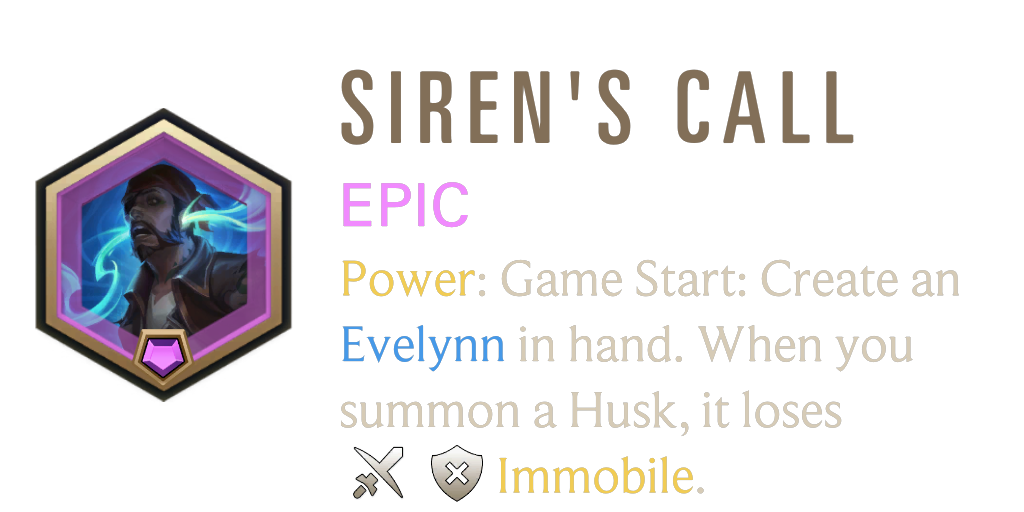 SIREN'S CALL
EPIC
Power: Game Start: Create an
Evelynn in hand. When you
summon a Husk, it loses
Immobile.